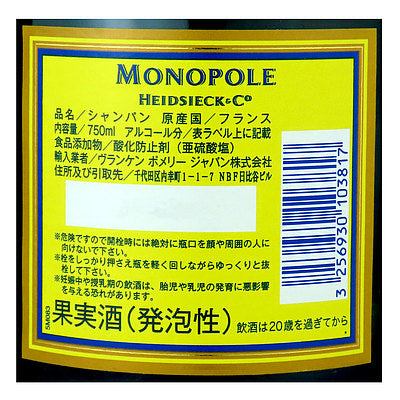 MONOPOLE
HEIDSIECK&Cº
品名／シャンパン 原産国／フランス
内容量／750ml アルコール分／表ラベル上に記載
食品添加物／酸化防止剤（亜硫酸塩）
輸入業者／ヴランケン ポメリー ジャパン株式会社
住所及び引取先／千代田区内幸町1-1-7 NBF日比谷ビル
※危険ですので開栓時には絶対に瓶口を顔や周囲の人に
向けないで下さい。
※栓をしっかり押さえ瓶を軽く回しながらゆっくりと抜
栓して下さい。
※妊娠中や授乳期の飲酒は、胎児や乳児の発育に悪影響
を与える恐れがあります。
果実酒（発泡性）
飲酒は20歳を過ぎてから
3 256930 103817
5M083